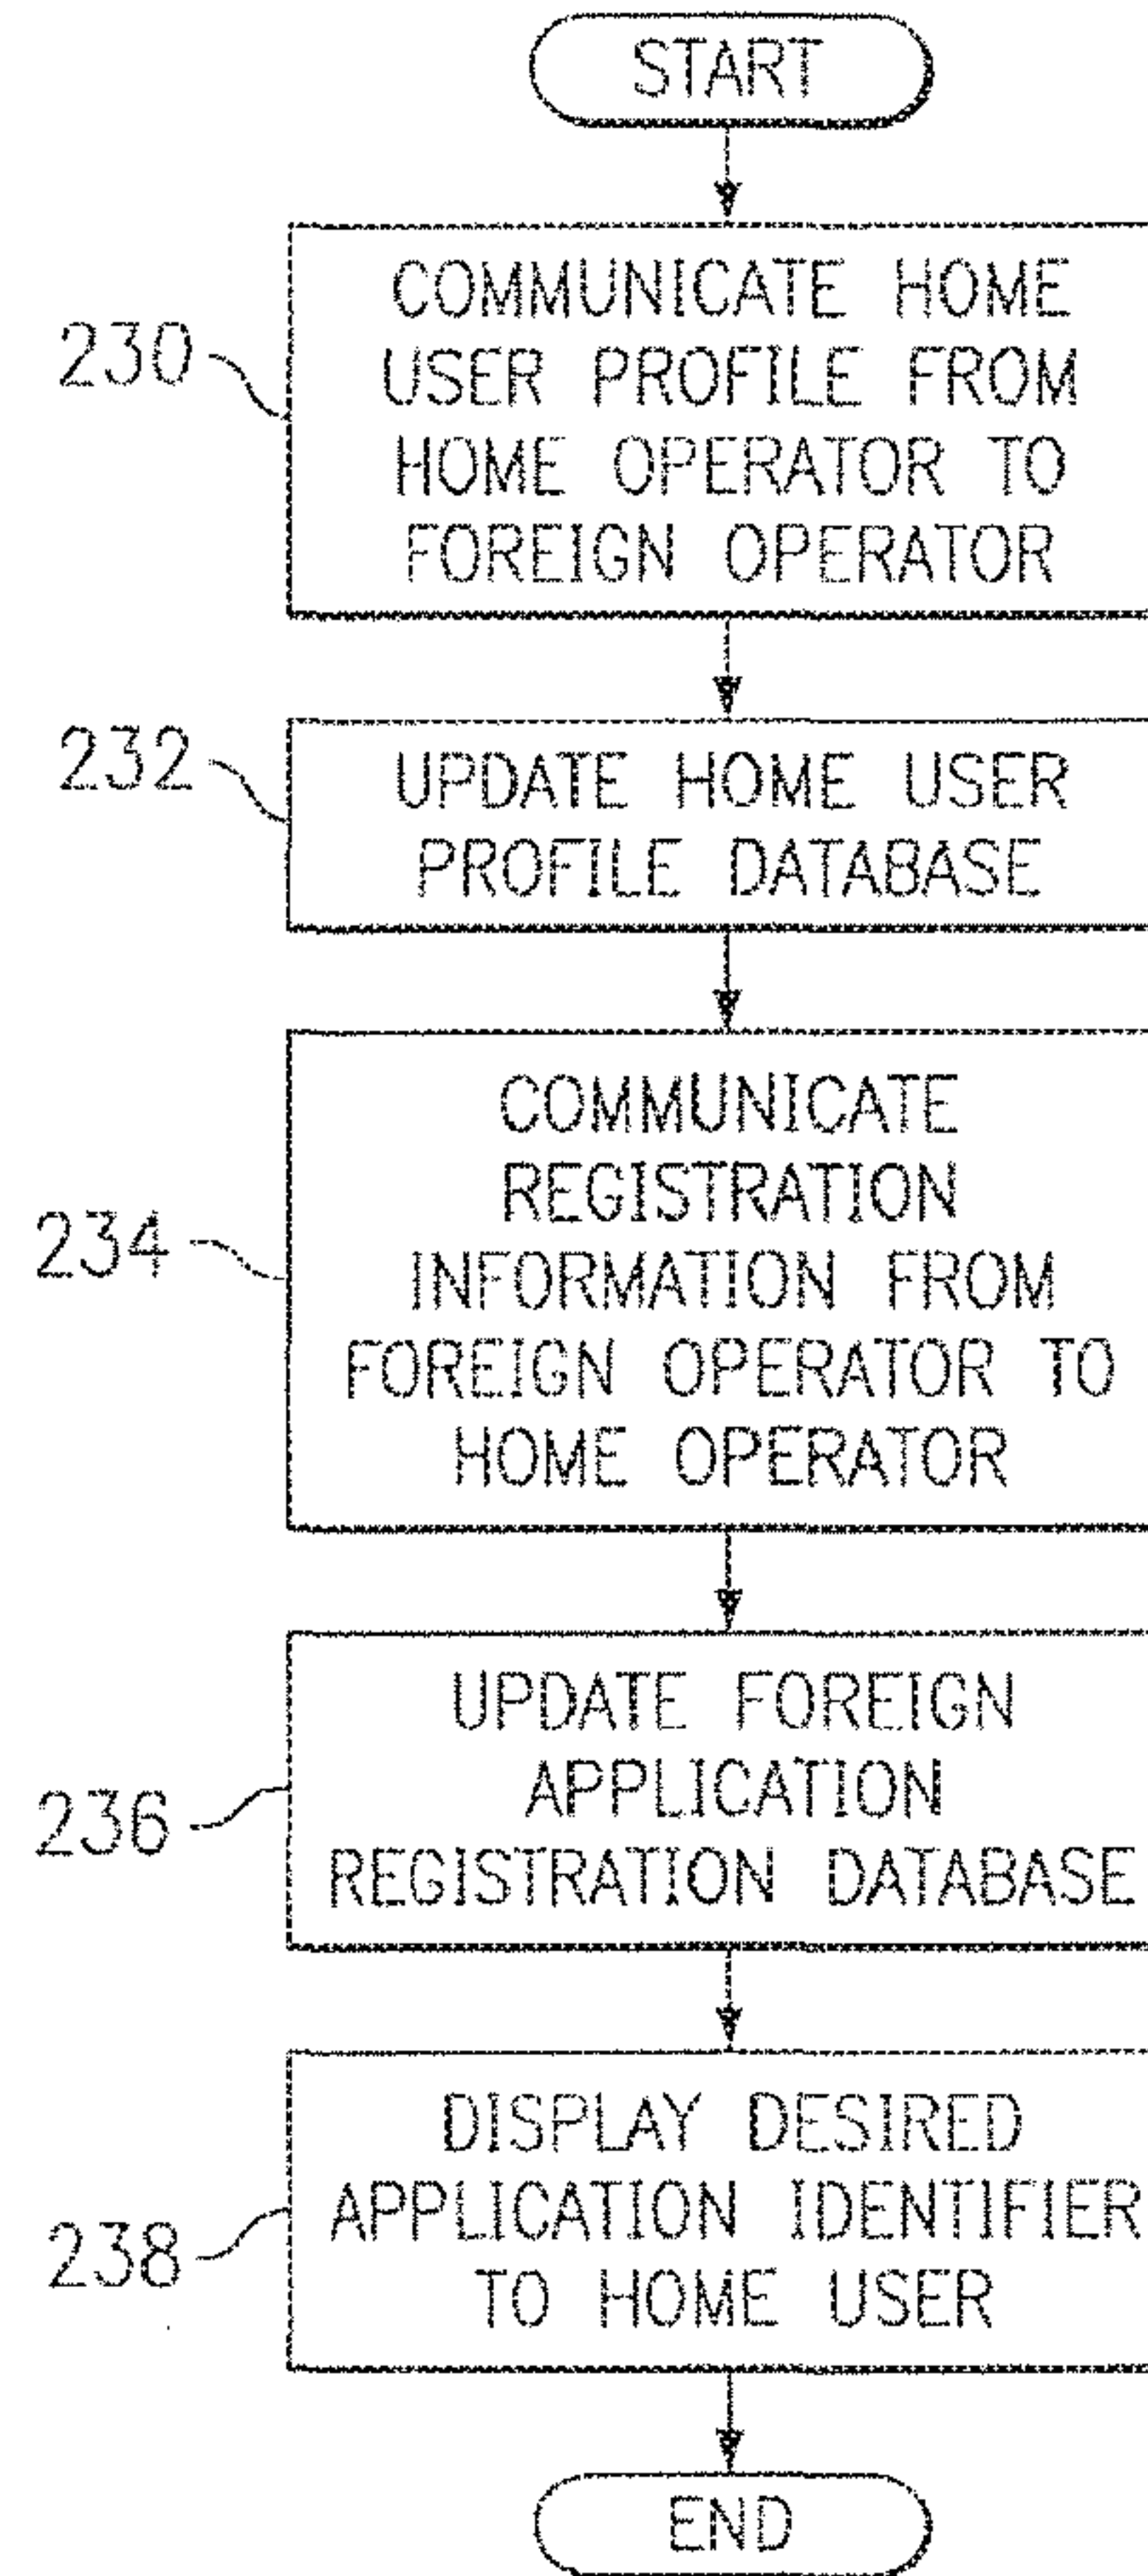 START
230
COMMUNICATE HOME
USER PROFILE FROM
HOME OPERATOR TO
FOREIGN OPERATOR
232
UPDATE HOME USER
PROFILE DATABASE
234
COMMUNICATE
REGISTRATION
INFORMATION FROM
FOREIGN OPERATOR TO
HOME OPERATOR
236
UPDATE FOREIGN
APPLICATION
REGISTRATION DATABASE
238
DISPLAY DESIRED
APPLICATION IDENTIFIER
TO HOME USER
END